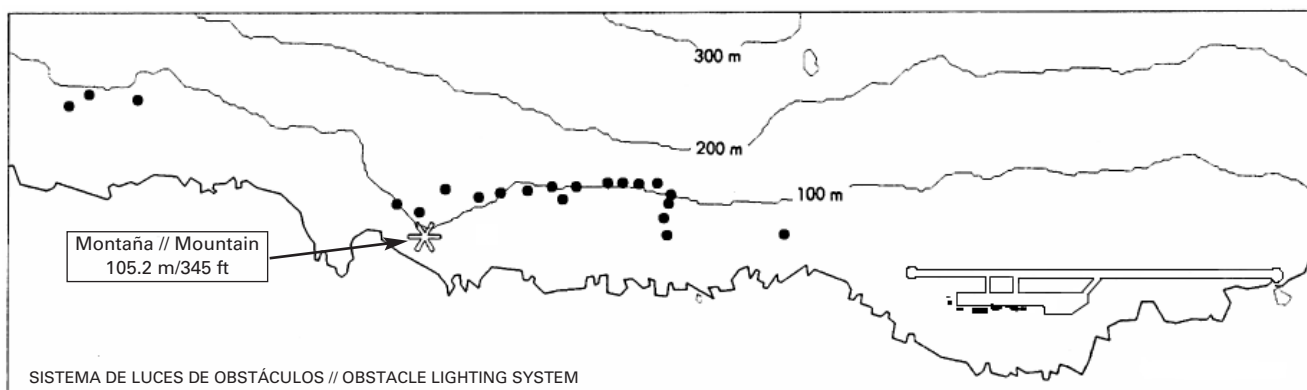 300 m
200 m
100 m
Montaña // Mountain
105.2 m/345 ft
SISTEMA DE LUCES DE OBSTÁCULOS // OBSTACLE LIGHTING SYSTEM